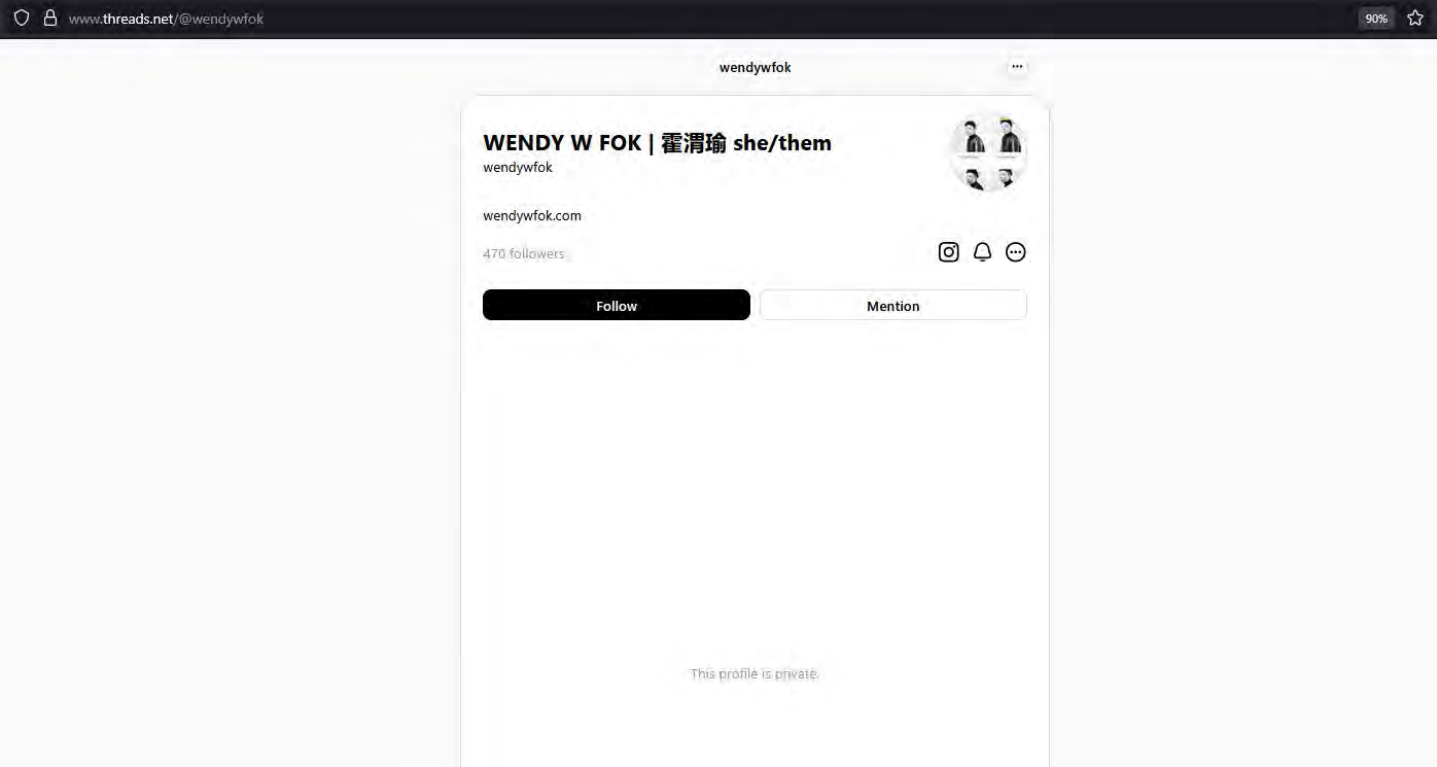 www.threads.net/@wendywfok
90%
wendywfok
WENDY W FOK | 霍渭瑜 she/them
wendywfok
wendywfok.com
470 followers
Follow
Mention
This profile is private.